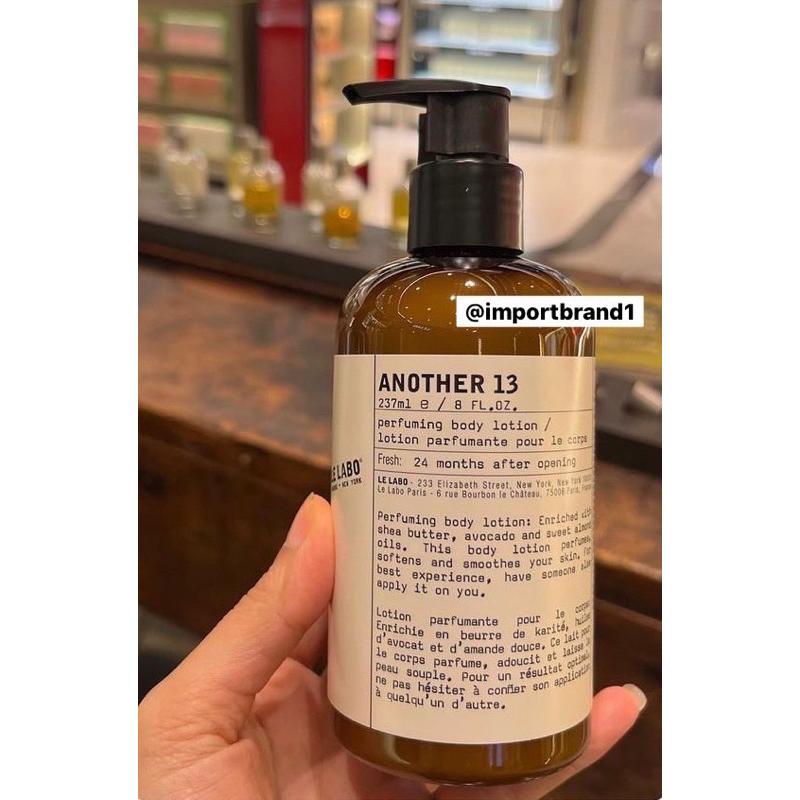 @importbrand1
ANOTHER 13
237ml e / 8 FL.OZ.
perfuming body lotion /
lotion parfumante pour le corps
Fresh: 24 months after opening
LE LABO
NEW YORK
LE LABO - 233 Elizabeth Street, New York, New York
Le Labo Paris - 6 rue Bourbon le Château, 75006 Paris, France
Perfuming body lotion: Enriched with
shea butter, avocado and sweet almond
oils. This body lotion perfumes,
softens and smoothes your skin. For
best experience, have someone else
apply it on you.
Lotion parfumante pour le corps.
Enrichie en beurre de karité, huiles
d'avocat et d'amande douce. Ce lait pour
le corps parfume, adoucit et laisse la
peau souple. Pour un résultat optimal,
ne pas hésiter à confier son application
à quelqu'un d'autre.